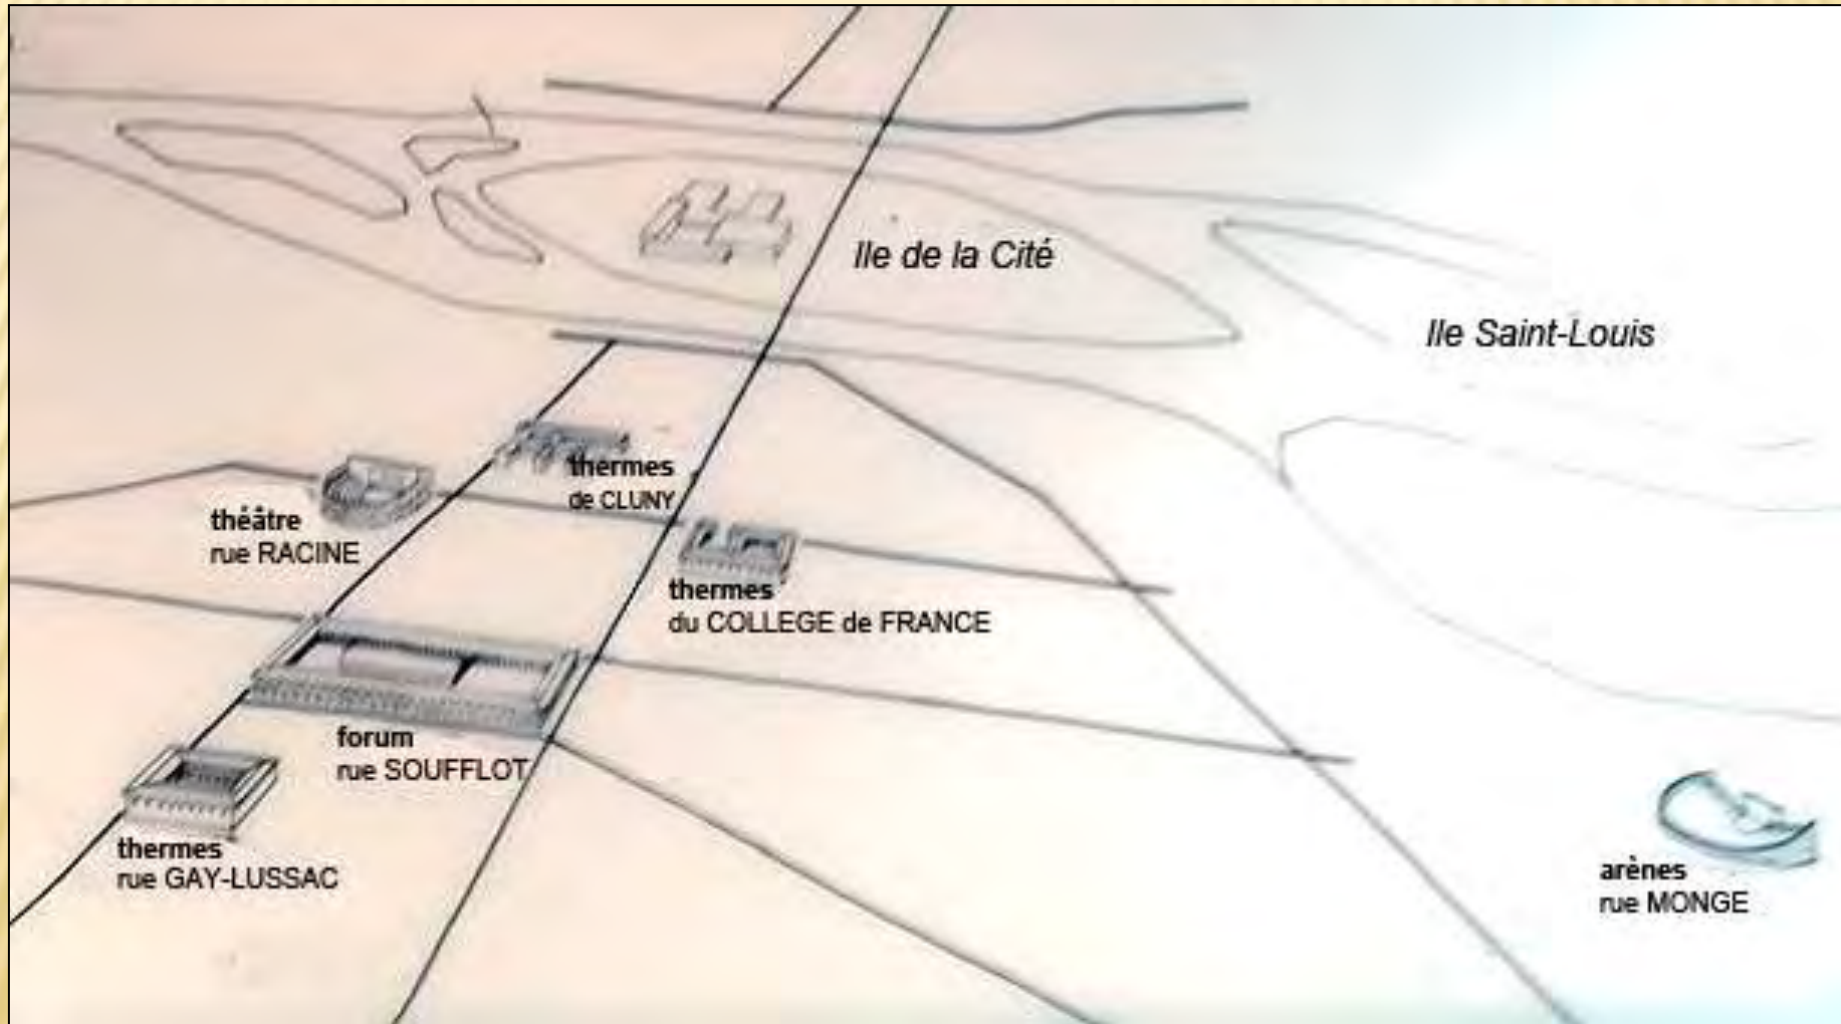 Ile de la Cité
Ile Saint-Louis
thermes
de CLUNY
théâtre
rue RACINE
thermes
du COLLEGE de FRANCE
forum
rue SOUFFLOT
thermes
rue GAY-LUSSAC
arènes
rue MONGE